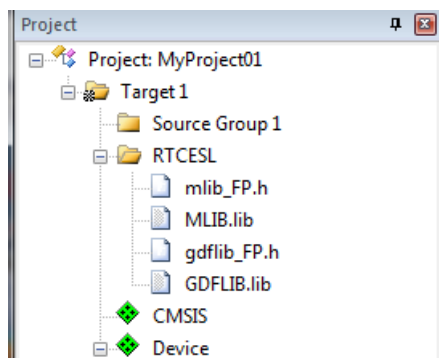 Project
Project: MyProject01
Target 1
Source Group 1
RTCESL
mlib_FP.h
MLIB.lib
gdflib_FP.h
GDFLIB.lib
CMSIS
Device